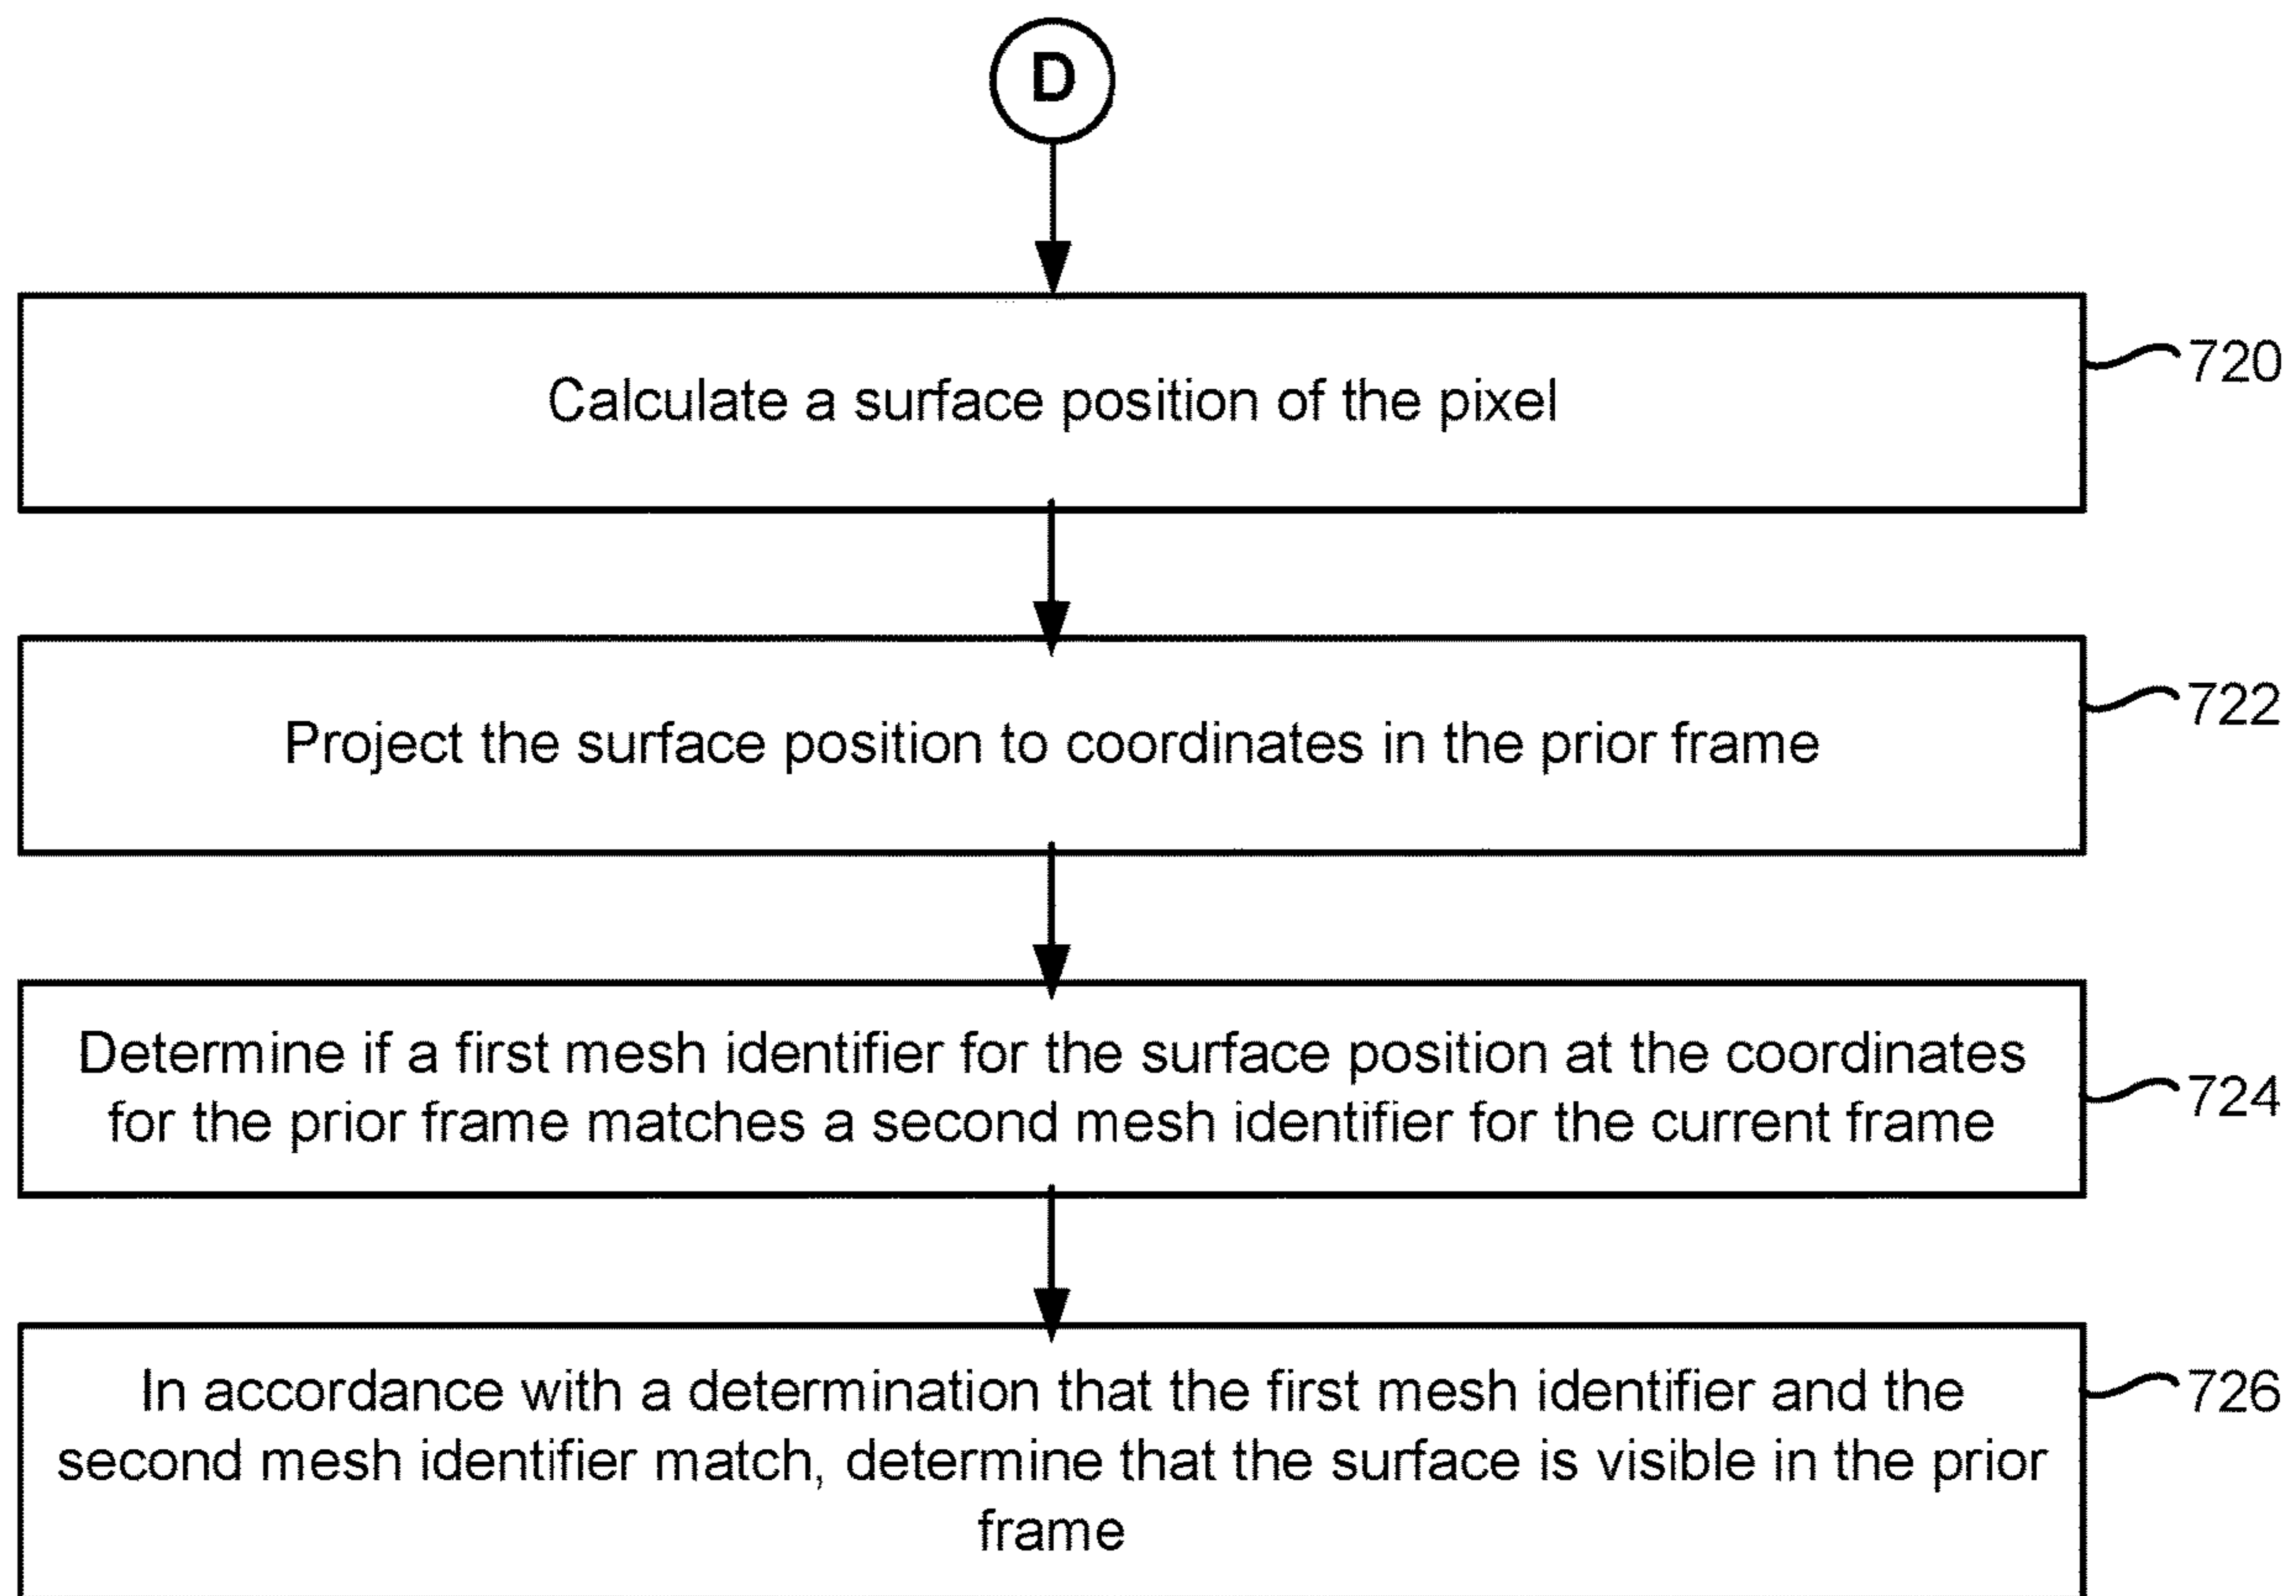 D
Calculate a surface position of the pixel
720
Project the surface position to coordinates in the prior frame
722
Determine if a first mesh identifier for the surface position at the coordinates
for the prior frame matches a second mesh identifier for the current frame
724
In accordance with a determination that the first mesh identifier and the
second mesh identifier match, determine that the surface is visible in the prior
frame
726